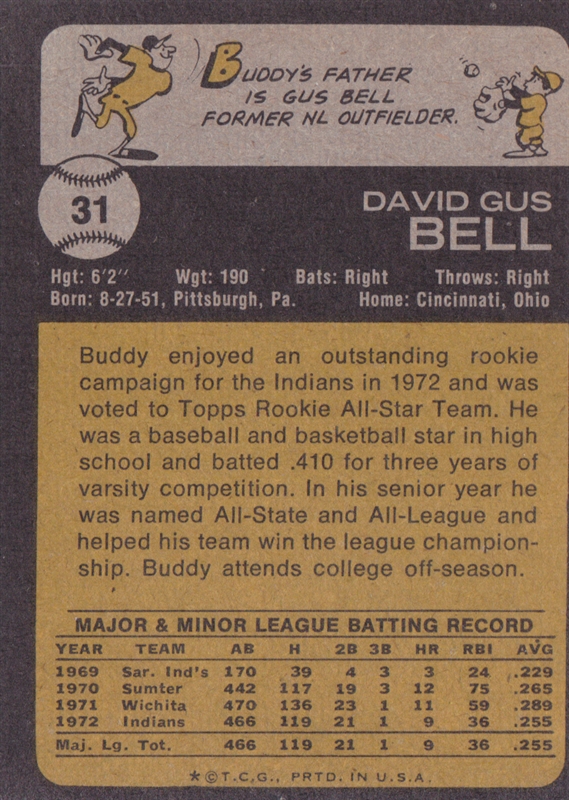 BUDDY'S FATHER
IS GUS BELL
FORMER NL OUTFIELDER.
31
DAVID GUS
BELL
Hgt: 6'2" Wgt: 190 Bats: Right Throws: Right
Born: 8-27-51, Pittsburgh, Pa. Home: Cincinnati, Ohio
Buddy enjoyed an outstanding rookie
campaign for the Indians in 1972 and was
voted to Topps Rookie All-Star Team. He
was a baseball and basketball star in high
school and batted .410 for three years of
varsity competition. In his senior year he
was named All-State and All-League and
helped his team win the league champion-
ship. Buddy attends college off-season.
MAJOR & MINOR LEAGUE BATTING RECORD
YEAR TEAM AB H 2B 3B HR RBI AVG
1969 Sar. Ind's 170 39 4 3 3 24 .229
1970 Sumter 442 117 19 3 12 75 .265
1971 Wichita 470 136 23 1 11 59 .289
1972 Indians 466 119 21 1 9 36 .255
Maj. Lg. Tot. 466 119 21 1 9 36 .255
*©T.C.G., PRTD. IN U.S.A.